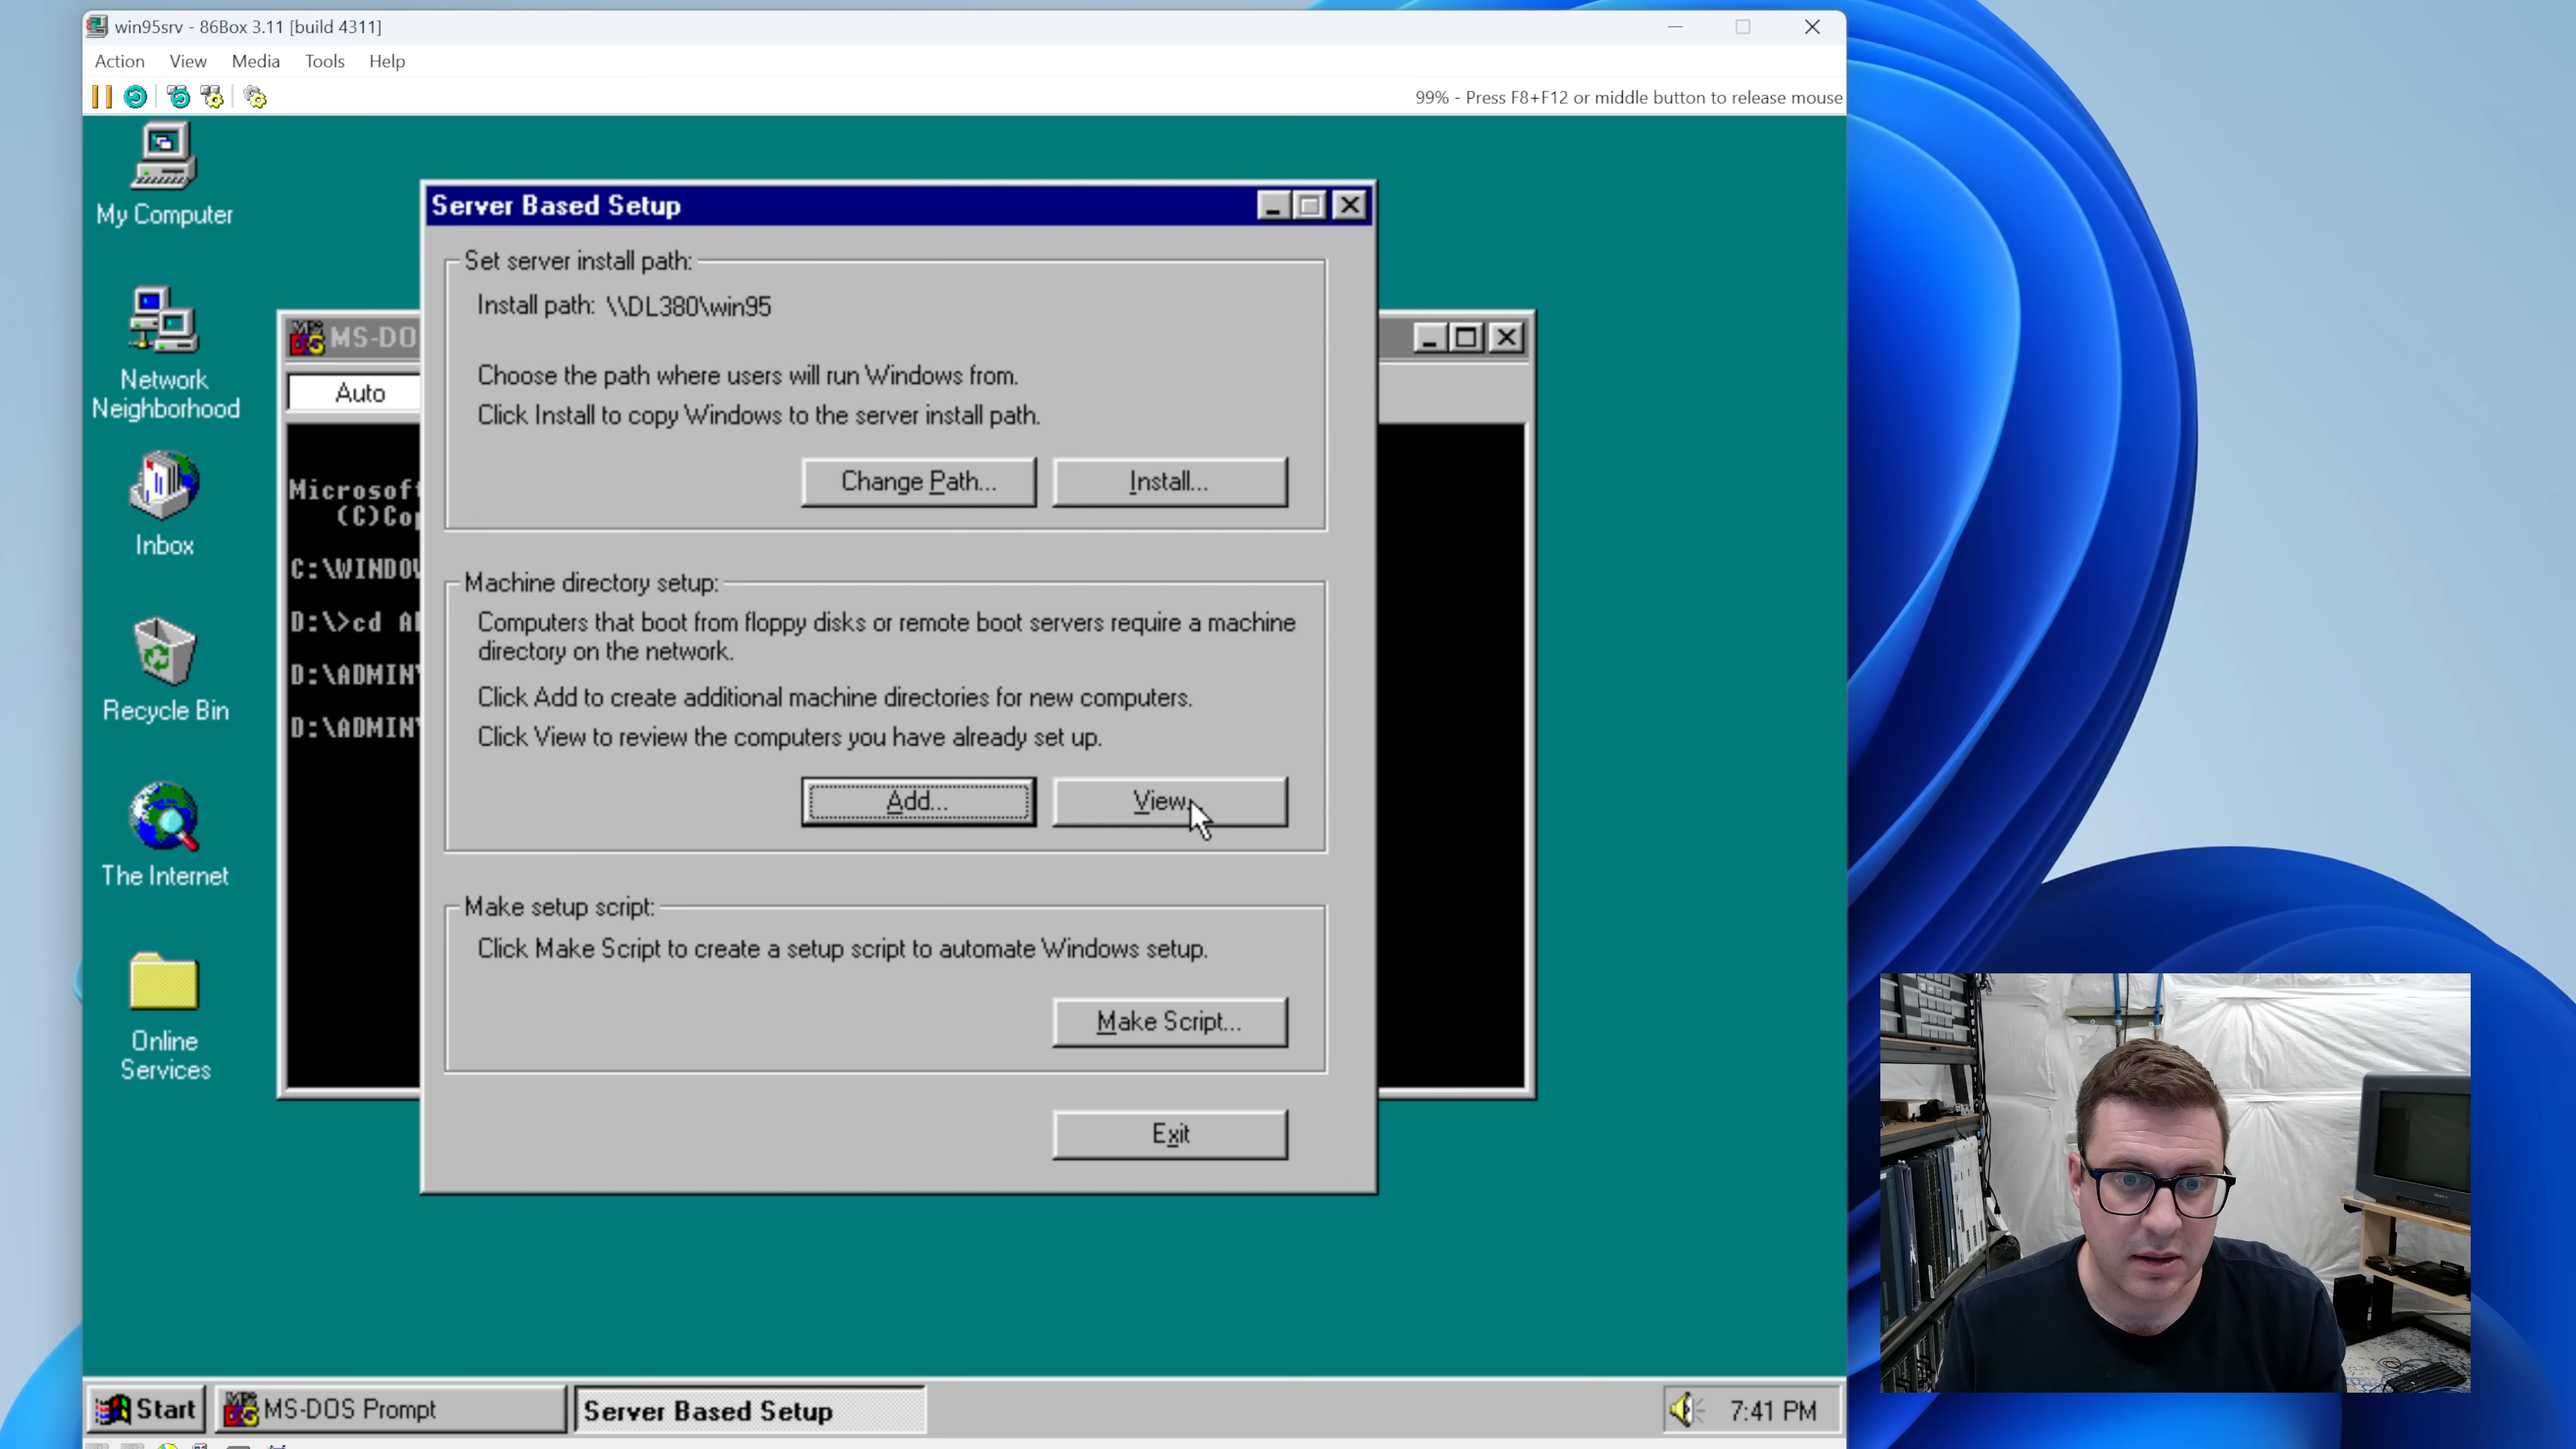 win95srv - 86Box 3.11 [build 4311]
Action View Media Tools Help
99% - Press F8+F12 or middle button to release mouse
My Computer
Network
Neighborhood
Inbox
Recycle Bin
The Internet
Online
Services
MS-DO
Auto
Microsoft
(C)Cop
C:\WINDOW
D:\>cd A
D:\ADMIN
D:\ADMIN
Server Based Setup
Set server install path:
Install path: \\DL380\win95
Choose the path where users will run Windows from.
Click Install to copy Windows to the server install path.
Change Path... Install...
Machine directory setup:
Computers that boot from floppy disks or remote boot servers require a machine
directory on the network.
Click Add to create additional machine directories for new computers.
Click View to review the computers you have already set up.
Add... View...
Make setup script:
Click Make Script to create a setup script to automate Windows setup.
Make Script...
Exit
Start MS-DOS Prompt Server Based Setup 7:41 PM